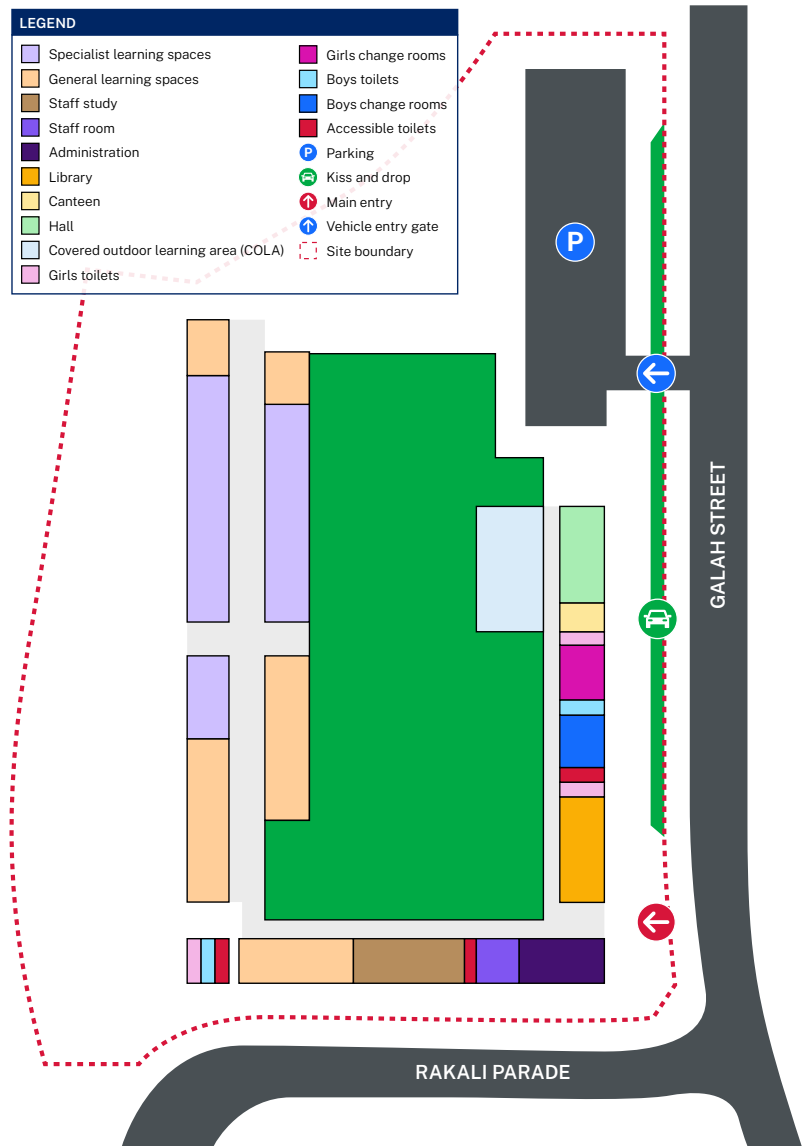 LEGEND
Specialist learning spaces
General learning spaces
Staff study
Staff room
Administration
Library
Canteen
Hall
Covered outdoor learning area (COLA)
Girls toilets
Girls change rooms
Boys toilets
Boys change rooms
Accessible toilets
P Parking
Kiss and drop
Main entry
Vehicle entry gate
Site boundary
P
GALAH STREET
RAKALI PARADE